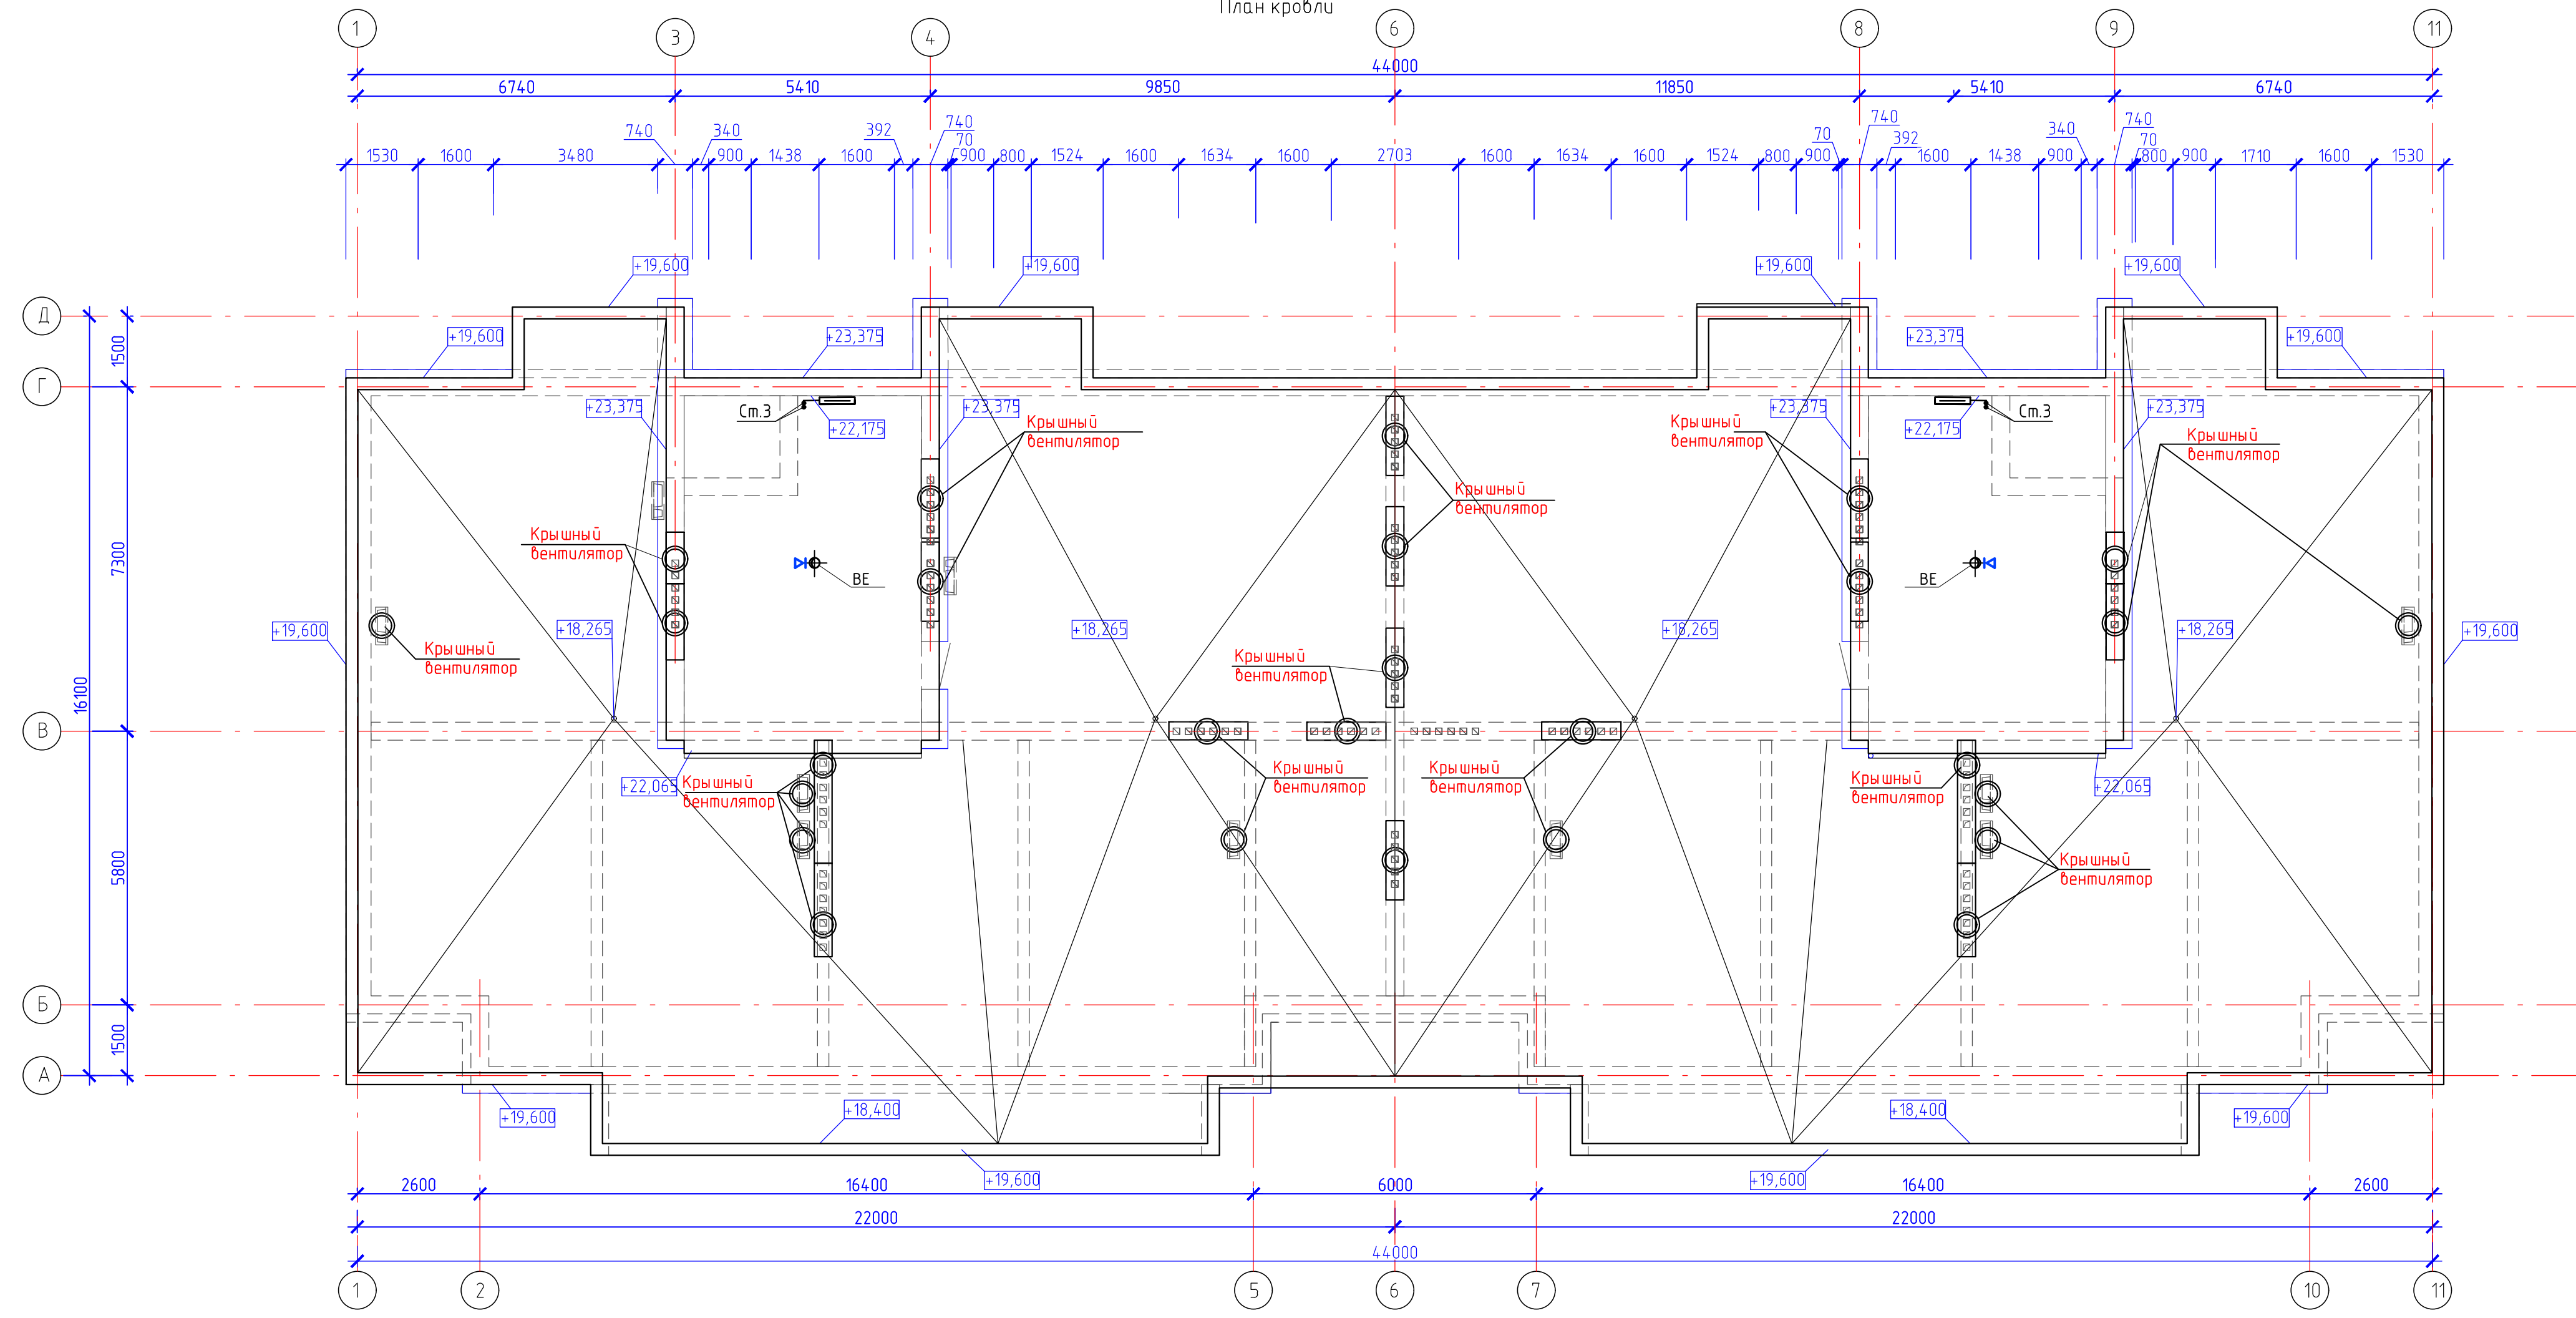 План кровли
1 3 4 6 8 9 11
44000
6740 5410 9850 11850 5410 6740
740 340 392 740 70 70 740 392 340 740 70
1530 1600 3480 900 1438 1600 900 800 1524 1600 1634 1600 2703 1600 1634 1600 1524 800 900 1600 1438 900 800 900 1710 1600 1530
+19,600 +19,600 +19,600 +19,600
Д
+19,600 +23,375 +23,375 +19,600
1500
Г
+23,375 Ст.3 +22,175 +23,375
Крышный
вентилятор
Крышный
вентилятор
+23,375 +22,175 Ст.3 +23,375
Крышный
вентилятор
Крышный
вентилятор
Крышный
вентилятор
7300
ВЕ ВЕ
+19,600 +18,265 +18,265 +18,265 +18,265 +19,600
Крышный
вентилятор
Крышный
вентилятор
16100
В
+22,065
Крышный
вентилятор
Крышный
вентилятор
Крышный
вентилятор
Крышный
вентилятор
+22,065
5800
Крышный
вентилятор
Б
1500
А
+19,600 +18,400 +18,400 +19,600
+19,600 +19,600
2600 16400 6000 16400 2600
22000 22000
44000
1 2 5 6 7 10 11